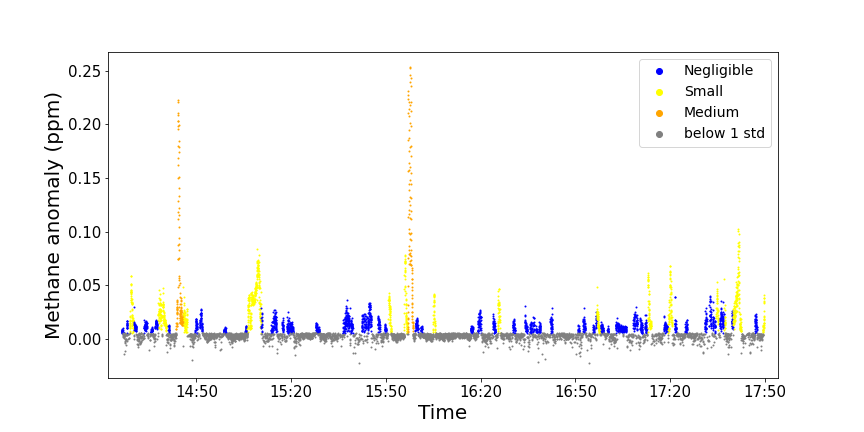 Methane anomaly (ppm)
0.25
0.20
0.15
0.10
0.05
0.00
Negligible
Small
Medium
below 1 std
14:50 15:20 15:50 16:20 16:50 17:20 17:50
Time